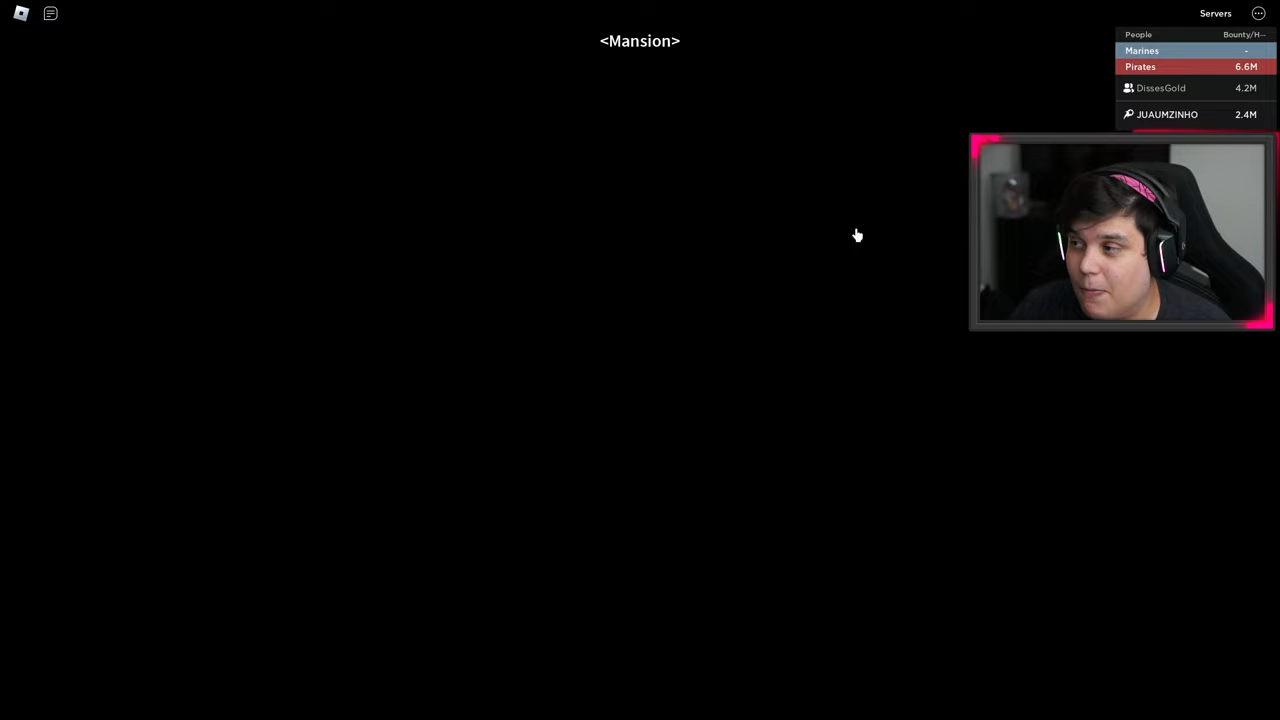 Servers
<Mansion>
People Bounty/H--
Marines -
Pirates 6.6M
DissesGold 4.2M
JUAUMZINHO 2.4M